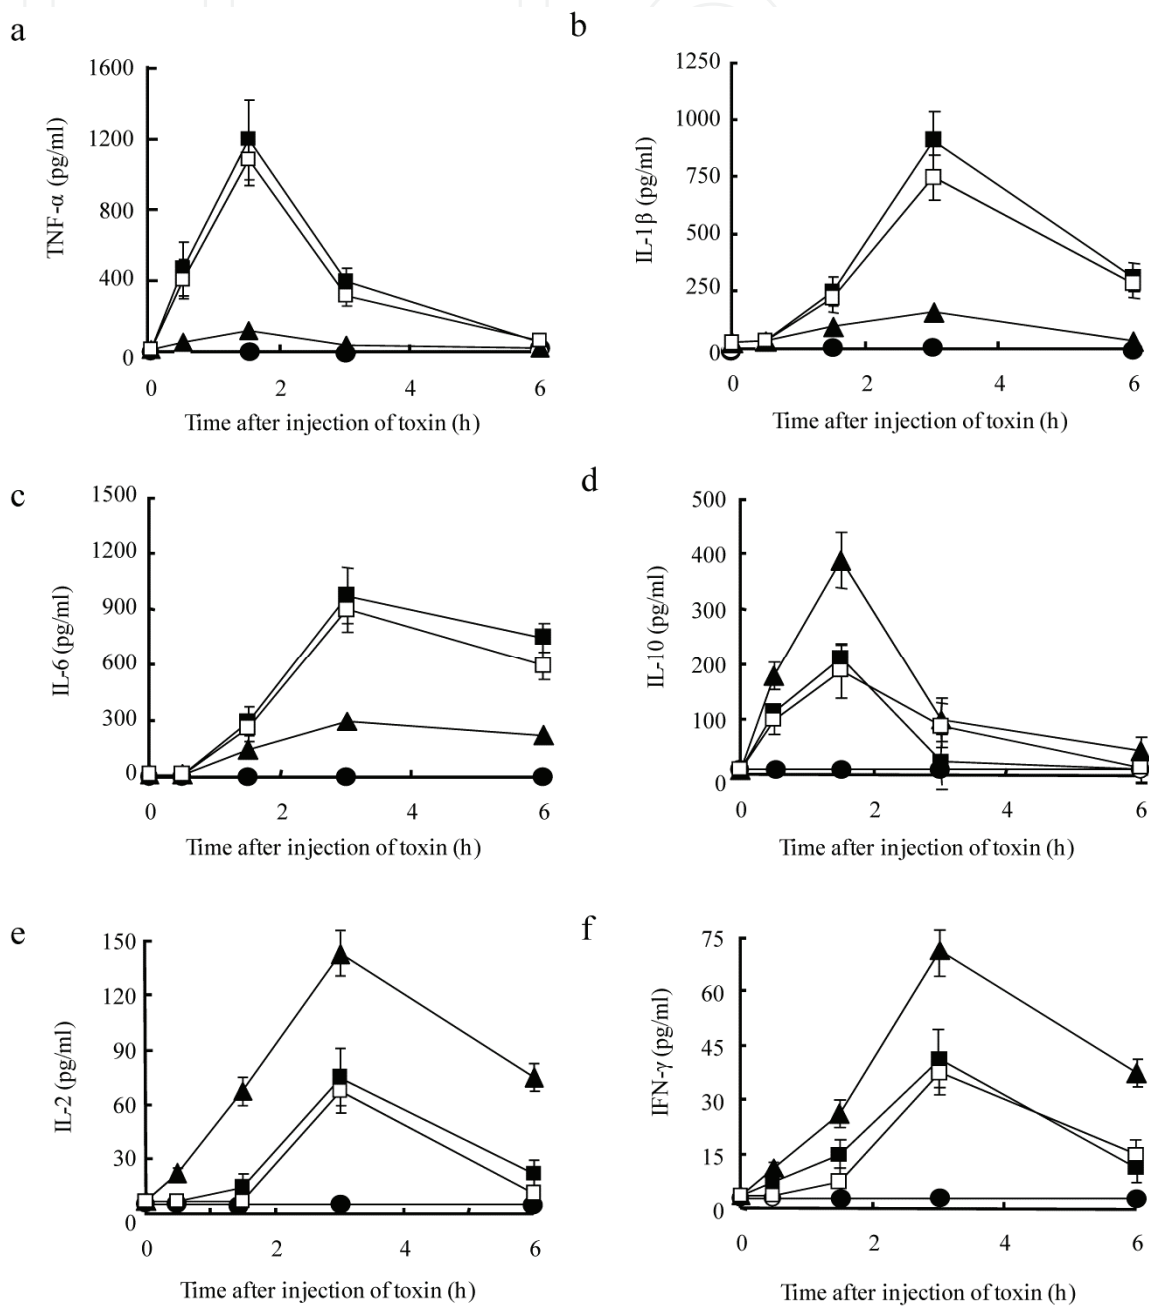 a
1600
1200
800
400
0
TNF-α (pg/ml)
0 2 4 6
Time after injection of toxin (h)
b
1250
1000
750
500
250
0
IL-1β (pg/ml)
0 2 4 6
Time after injection of toxin (h)
c
1500
1200
900
600
300
0
IL-6 (pg/ml)
0 2 4 6
Time after injection of toxin (h)
d
500
400
300
200
100
0
IL-10 (pg/ml)
0 2 4 6
Time after injection of toxin (h)
e
150
120
90
60
30
0
IL-2 (pg/ml)
0 2 4 6
Time after injection of toxin (h)
f
75
60
45
30
15
0
IFN-γ (pg/ml)
0 2 4 6
Time after injection of toxin (h)